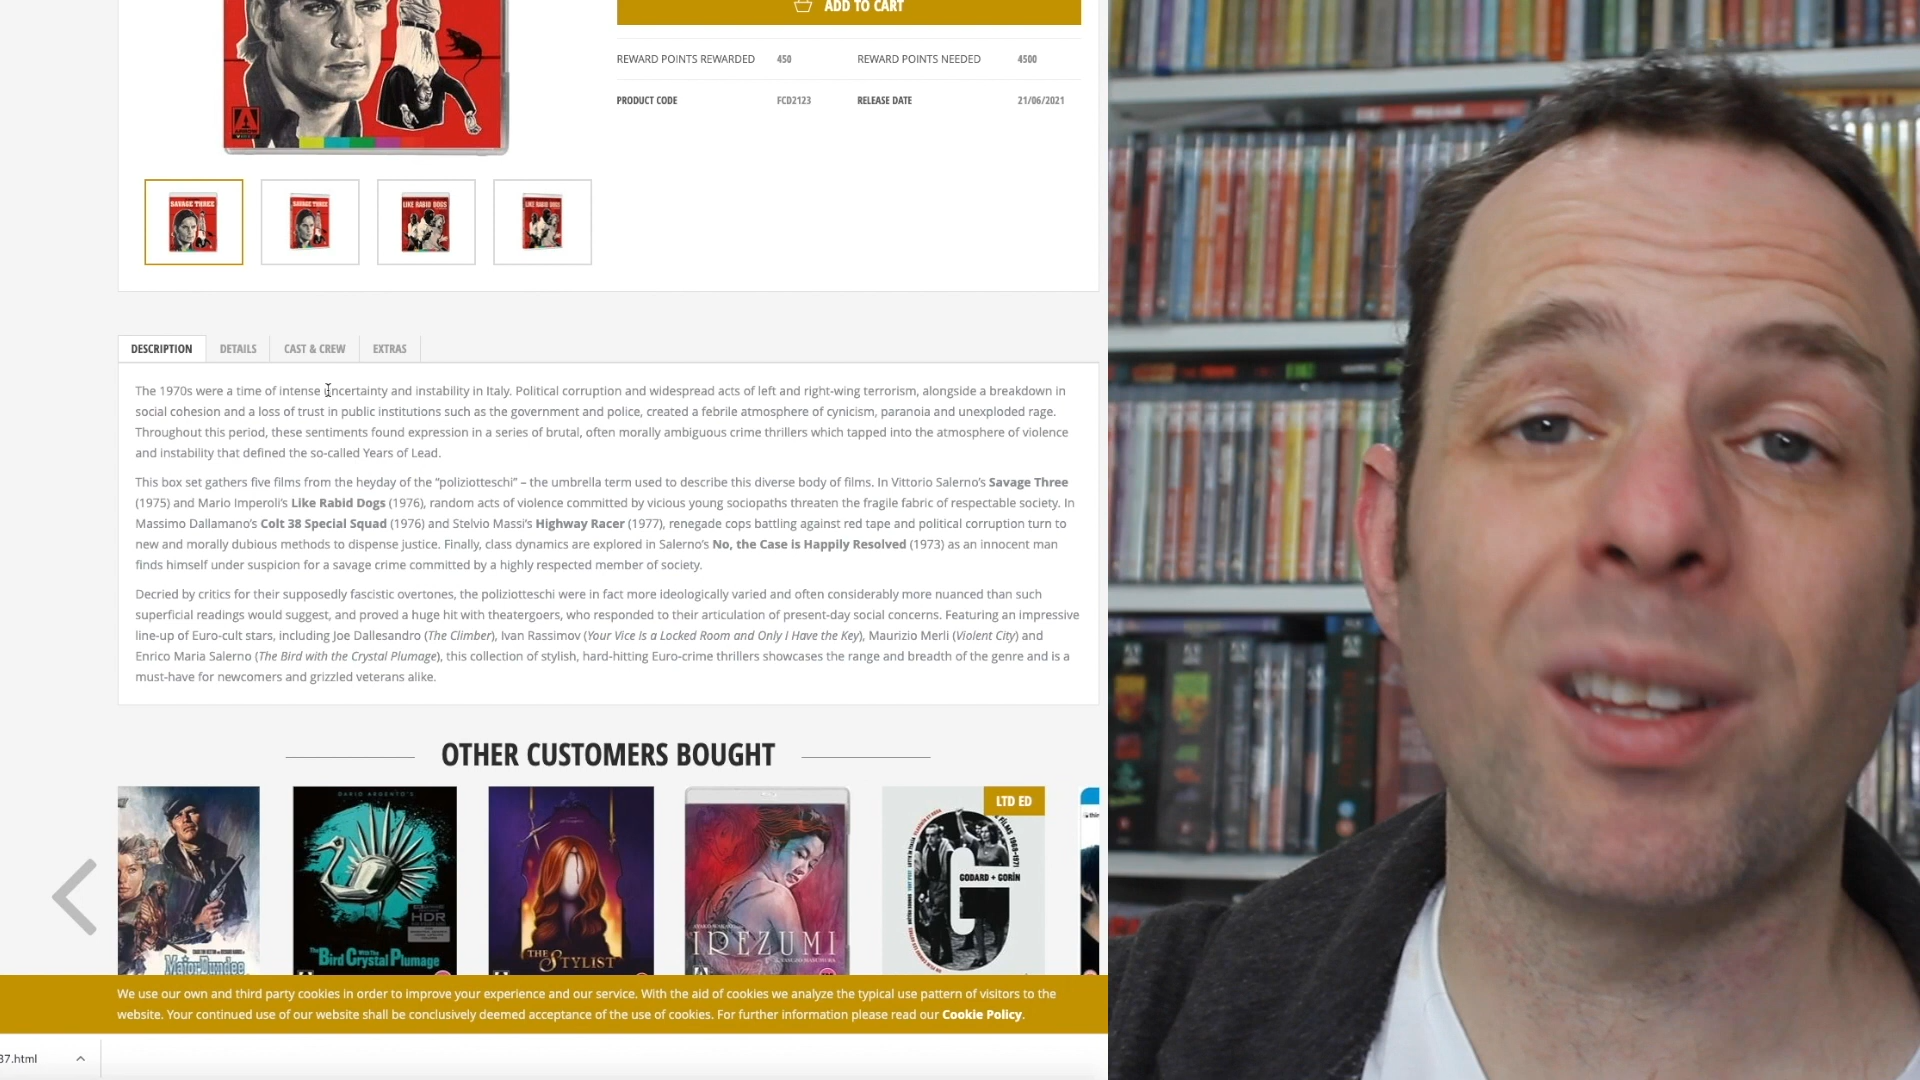 ADD TO CART
REWARD POINTS REWARDED 450 REWARD POINTS NEEDED 4500
PRODUCT CODE FCD2123 RELEASE DATE 21/06/2021
SAVAGE THREE SAVAGE THREE LIKE RABID DOGS LIKE RABID DOGS
DESCRIPTION DETAILS CAST & CREW EXTRAS
The 1970s were a time of intense uncertainty and instability in Italy. Political corruption and widespread acts of left and right-wing terrorism, alongside a breakdown in
social cohesion and a loss of trust in public institutions such as the government and police, created a febrile atmosphere of cynicism, paranoia and unexploded rage.
Throughout this period, these sentiments found expression in a series of brutal, often morally ambiguous crime thrillers which tapped into the atmosphere of violence
and instability that defined the so-called Years of Lead.
This box set gathers five films from the heyday of the "poliziotteschi" – the umbrella term used to describe this diverse body of films. In Vittorio Salerno's Savage Three
(1975) and Mario Imperoli's Like Rabid Dogs (1976), random acts of violence committed by vicious young sociopaths threaten the fragile fabric of respectable society. In
Massimo Dallamano's Colt 38 Special Squad (1976) and Stelvio Massi's Highway Racer (1977), renegade cops battling against red tape and political corruption turn to
new and morally dubious methods to dispense justice. Finally, class dynamics are explored in Salerno's No, the Case is Happily Resolved (1973) as an innocent man
finds himself under suspicion for a savage crime committed by a highly respected member of society.
Decried by critics for their supposedly fascistic overtones, the poliziotteschi were in fact more ideologically varied and often considerably more nuanced than such
superficial readings would suggest, and proved a huge hit with theatergoers, who responded to their articulation of present-day social concerns. Featuring an impressive
line-up of Euro-cult stars, including Joe Dallesandro (The Climber), Ivan Rassimov (Your Vice is a Locked Room and Only I Have the Key), Maurizio Merli (Violent City) and
Enrico Maria Salerno (The Bird with the Crystal Plumage), this collection of stylish, hard-hitting Euro-crime thrillers showcases the range and breadth of the genre and is a
must-have for newcomers and grizzled veterans alike.
OTHER CUSTOMERS BOUGHT
DARIO ARGENTO'S
HDR
The Bird With The Crystal Plumage
Major Dundee
THE STYLIST
IREZUMI
LTD ED
GODARD + GORIN
G
We use our own and third party cookies in order to improve your experience and our service. With the aid of cookies we analyze the typical use pattern of visitors to the
website. Your continued use of our website shall be conclusively deemed acceptance of the use of cookies. For further information please read our Cookie Policy.
37.html